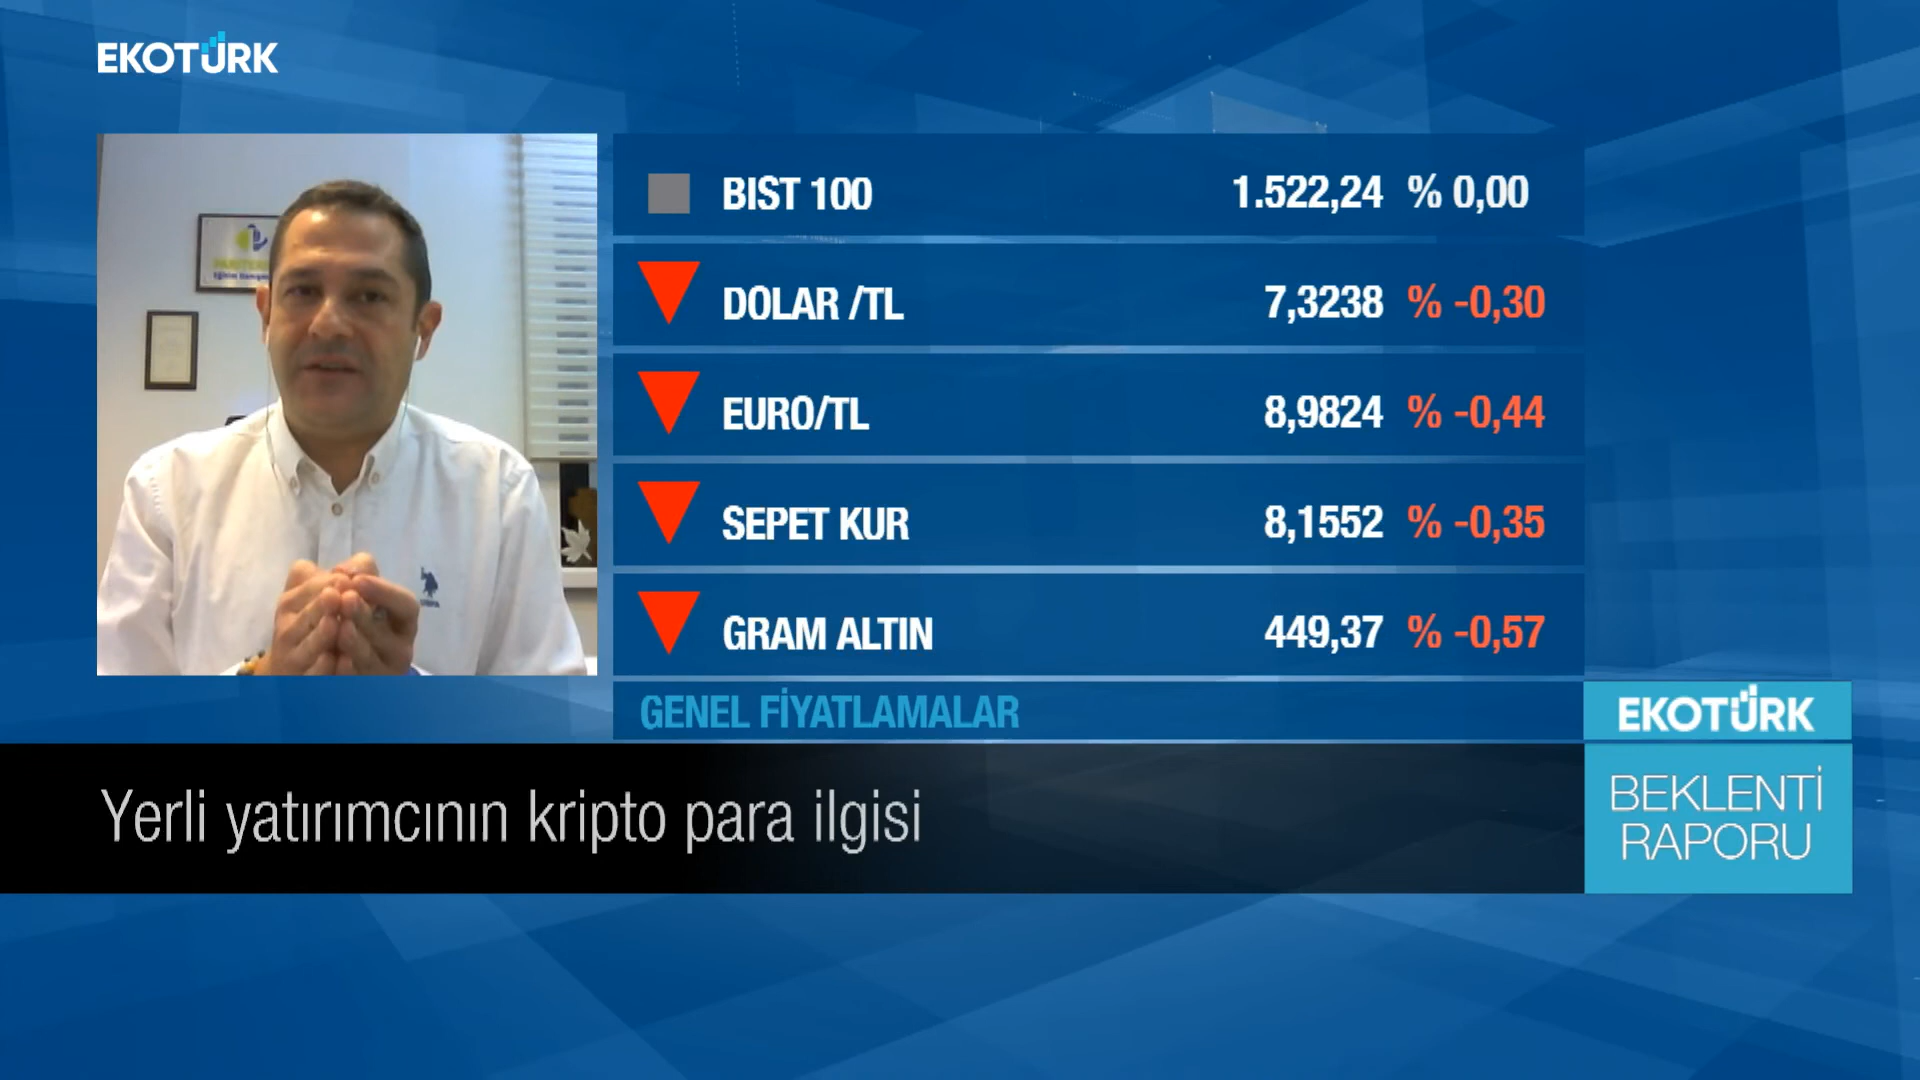 EKOTÜRK
BIST 100 1.522,24 % 0,00
DOLAR /TL 7,3238 % -0,30
EURO/TL 8,9824 % -0,44
SEPET KUR 8,1552 % -0,35
GRAM ALTIN 449,37 % -0,57
GENEL FİYATLAMALAR
EKOTÜRK
Yerli yatırımcının kripto para ilgisi
BEKLENTİ
RAPORU